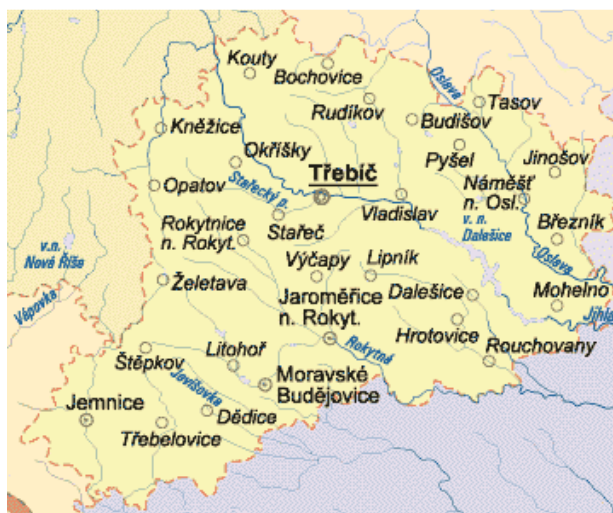 Kouty
Bochovice
Oslava
Tasov
Rudíkov
Budišov
Kněžice
Okříšky
Pyšel
Jinošov
Třebíč
Opatov
Stařecký p.
Náměšť
n. Osl.
Vladislav
Stařeč
v. n.
Dalešice
Rokytnice
n. Rokyt.
Březník
v.n.
Nová Říše
Výčapy
Lipník
Oslava
Želetava
Dalešice
Mohelno
Jaroměřice
n. Rokyt.
Vápovka
Jihla
Hrotovice
Rokytná
Rouchovany
Štěpkov
Litohoř
Moravské
Budějovice
Jevišovka
Jemnice
Dědice
Třebelovice